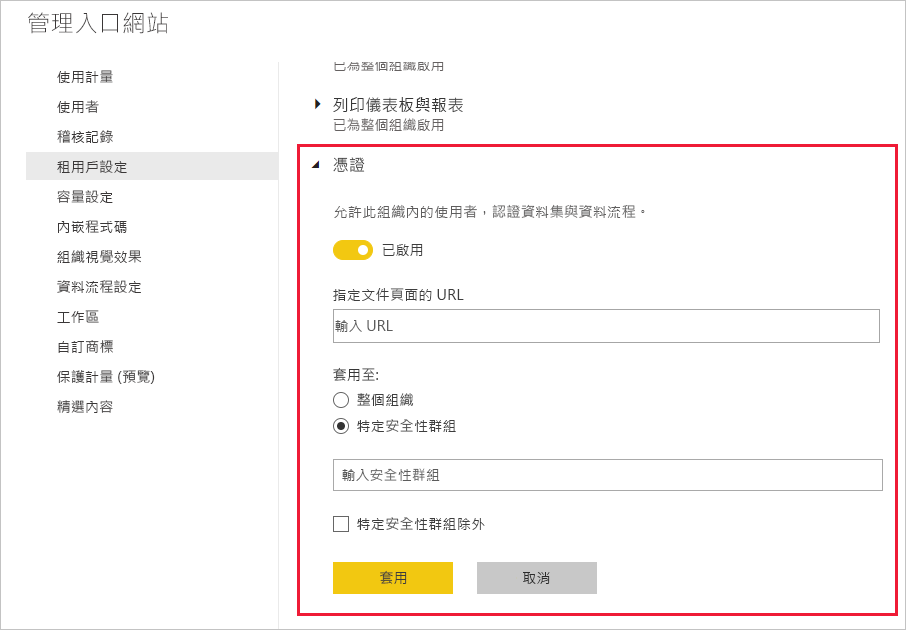 管理入口網站
使用計量
使用者
稽核記錄
租用戶設定
容量設定
內嵌程式碼
組織視覺效果
資料流程設定
工作區
自訂商標
保護計量 (預覽)
精選內容
已為整個組織啟用
列印儀表板與報表
已為整個組織啟用
憑證
允許此組織內的使用者，認證資料集與資料流程。
已啟用
指定文件頁面的 URL
輸入 URL
套用至:
整個組織
特定安全性群組
輸入安全性群組
特定安全性群組除外
套用
取消